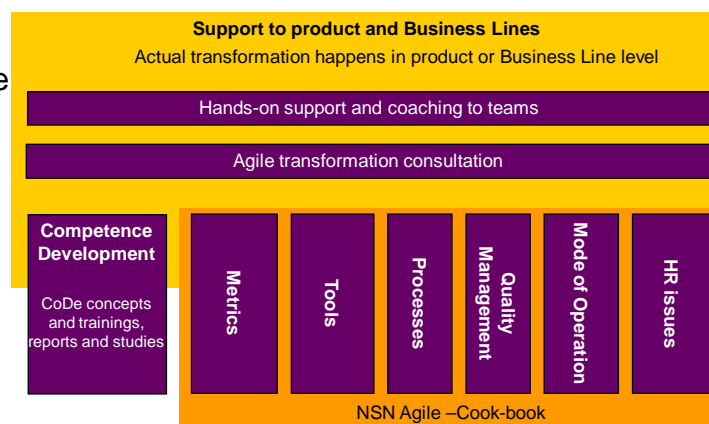 Support to product and Business Lines
Actual transformation happens in product or Business Line level
e
Hands-on support and coaching to teams
Agile transformation consultation
Competence
Development
CoDe concepts
and trainings,
reports and studies
Metrics
Tools
Processes
Quality
Management
Mode of Operation
HR issues
NSN Agile –Cook-book